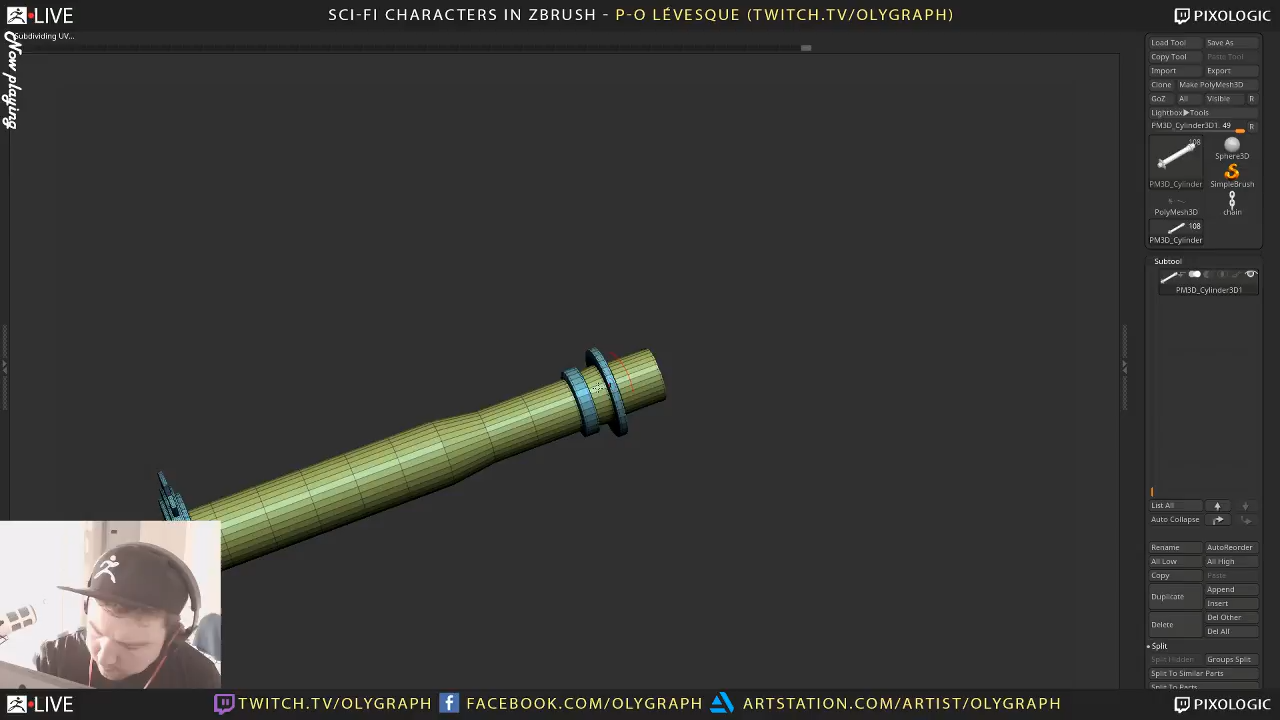 LIVE
SCI-FI CHARACTERS IN ZBRUSH - P-O LÉVESQUE (TWITCH.TV/OLYGRAPH)
PIXOLOGIC
Subdividing UV...
Now playing
Load Tool
Save As
Copy Tool
Paste Tool
Import
Export
Clone
Make PolyMesh3D
GoZ
All
Visible
R
Lightbox▶Tools
PM3D_Cylinder3D1. 49
R
108
Sphere3D
PM3D_Cylinder
SimpleBrush
PolyMesh3D
chain
108
PM3D_Cylinder
Subtool
PM3D_Cylinder3D1
List All
Auto Collapse
Rename
AutoReorder
All Low
All High
Copy
Paste
Duplicate
Append
Insert
Delete
Del Other
Del All
Split
Split Hidden
Groups Split
Split To Similar Parts
Split To Parts
LIVE
TWITCH.TV/OLYGRAPH
FACEBOOK.COM/OLYGRAPH
ARTSTATION.COM/ARTIST/OLYGRAPH
PIXOLOGIC